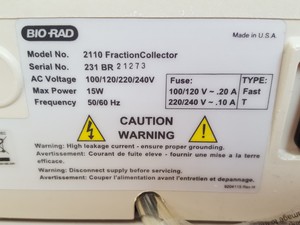 BIO-RAD
Made in U.S.A.
Model No. 2110 FractionCollector
Serial No. 231 BR 21273
AC Voltage 100/120/220/240V
Max Power 15W
Frequency 50/60 Hz
Fuse: TYPE:
100/120 V ~ .20 A Fast
220/240 V ~ .10 A T
CAUTION
WARNING
Warning: High leakage current - ensure proper grounding.
Avertissement: Courant de fuite eleve - fournir une mise a la terre
efficace.
Warning: Disconnect supply before servicing.
Avertissement: Couper l'alimentation avant l'entretien et depannage.